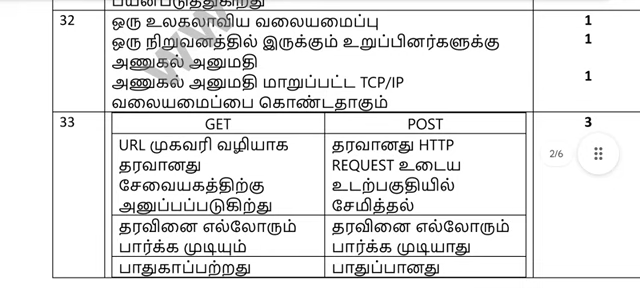 பயன்படுத்துகிறது
32 ஒரு உலகலாவிய வலையமைப்பு 1
ஒரு நிறுவனத்தில் இருக்கும் உறுப்பினர்களுக்கு 1
அணுகல் அனுமதி
அணுகல் அனுமதி மாறுப்பட்ட TCP/IP 1
வலையமைப்பை கொண்டதாகும்
33 GET POST 3
URL முகவரி வழியாக தரவானது HTTP
தரவானது REQUEST உடைய
சேவையகத்திற்கு உடற்பகுதியில்
அனுப்பப்படுகிற்து சேமித்தல்
தரவினை எல்லோரும் தரவினை எல்லோரும்
பார்க்க முடியும் பார்க்க முடியாது
பாதுகாப்பற்றது பாதுப்பானது
2/6
www